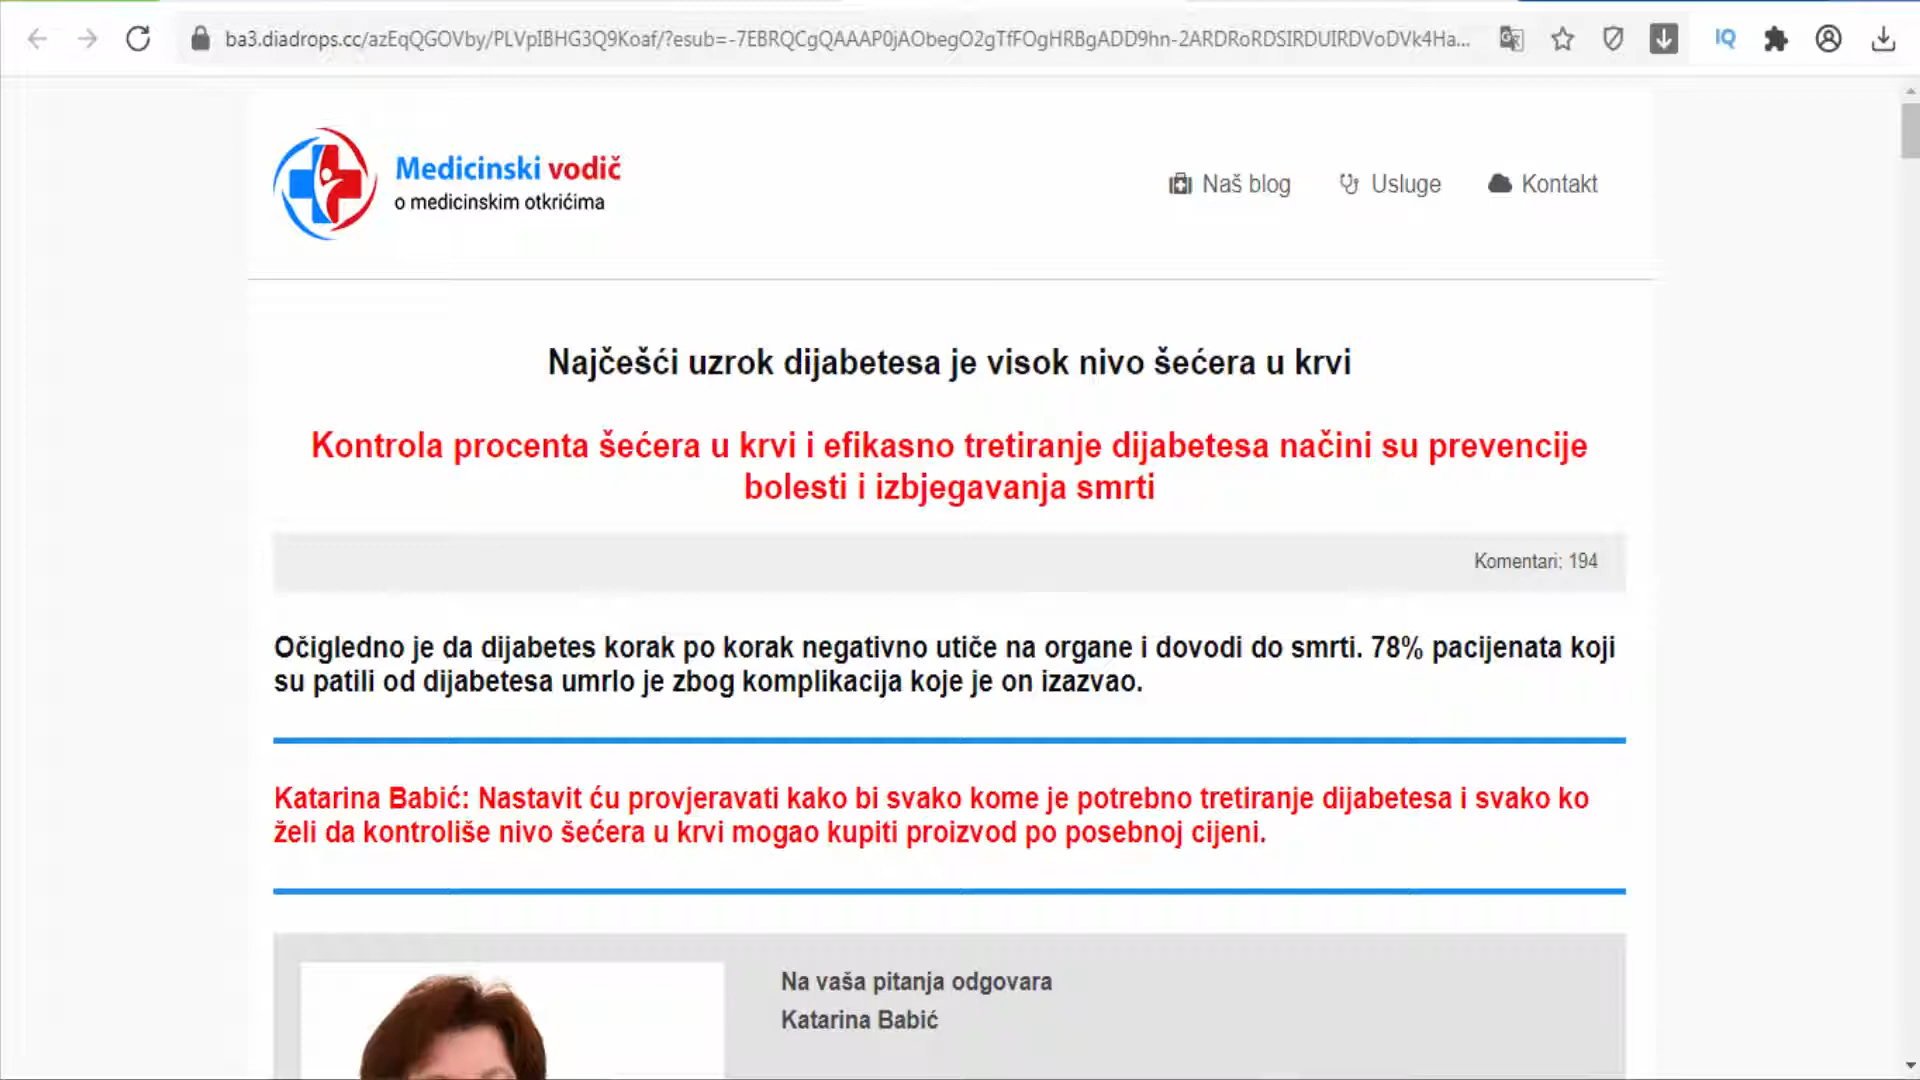 ba3.diadrops.cc/azEqQGOVby/PLVpIBHG3Q9Koaf/?esub=-7EBRQCgQAAAP0jAObegO2gTfFOgHRBgADD9hn-2ARDRoRDSIRDUIRDVoDVk4Ha...
IQ
Medicinski vodič
o medicinskim otkrićima
Naš blog Usluge Kontakt
Najčešći uzrok dijabetesa je visok nivo šećera u krvi
Kontrola procenta šećera u krvi i efikasno tretiranje dijabetesa načini su prevencije
bolesti i izbjegavanja smrti
Komentari: 194
Očigledno je da dijabetes korak po korak negativno utiče na organe i dovodi do smrti. 78% pacijenata koji
su patili od dijabetesa umrlo je zbog komplikacija koje je on izazvao.
Katarina Babić: Nastavit ću provjeravati kako bi svako kome je potrebno tretiranje dijabetesa i svako ko
želi da kontroliše nivo šećera u krvi mogao kupiti proizvod po posebnoj cijeni.
Na vaša pitanja odgovara
Katarina Babić